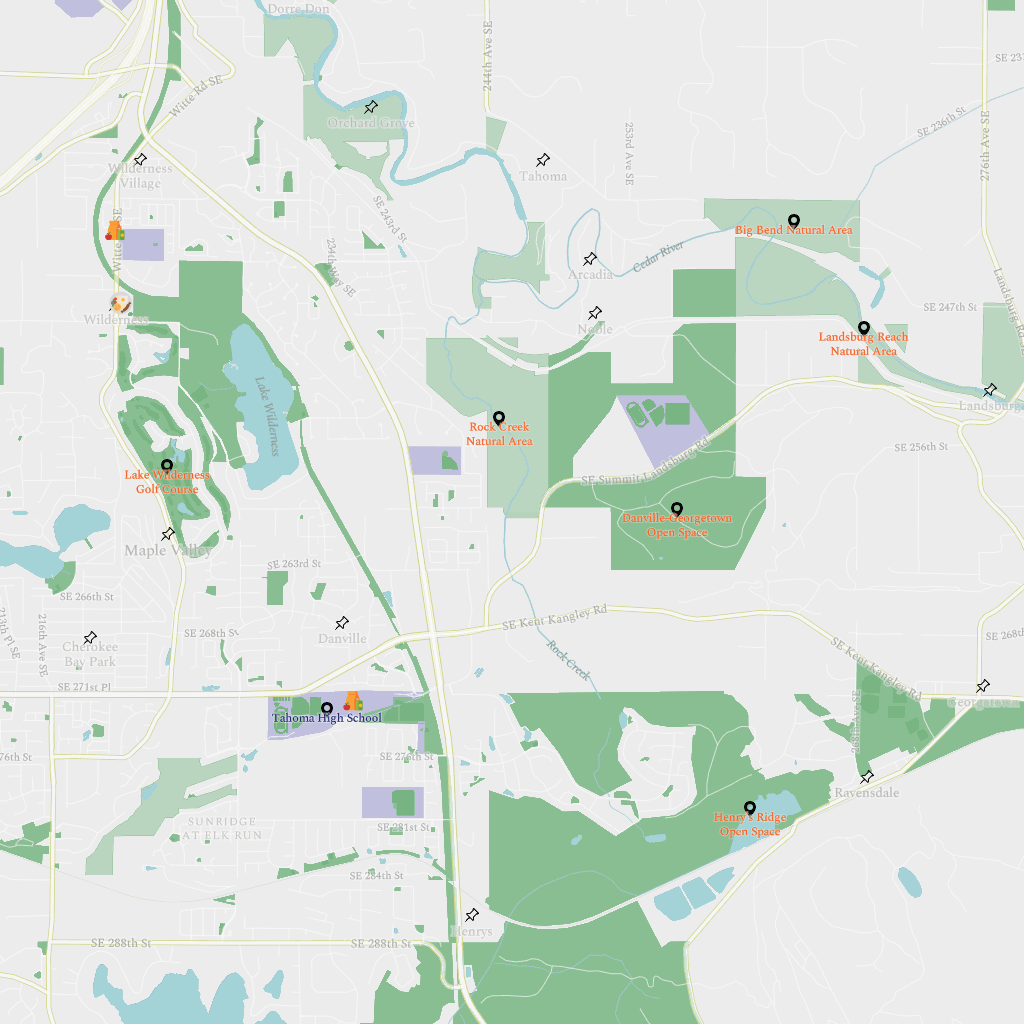 Dorre Don
244th Ave SE
SE 23
Witte Rd SE
Orchard Grove
SE 236th St
276th Ave SE
253rd Ave SE
Wilderness
Village
Tahoma
SE 243rd St
Witte SE
Big Bend Natural Area
234th Way SE
Cedar River
Arcadia
Landsburg Rd
SE 247th St
Wilderness
Noble
Landsburg Reach
Natural Area
Lake Wilderness
Landsburg
Rock Creek
Natural Area
SE Summit Landsburg Rd
SE 256th St
Lake Wilderness
Golf Course
Danville-Georgetown
Open Space
Maple Valley
SE 263rd St
SE 266th St
213th Pl SE
216th Ave SE
SE Kent Kangley Rd
SE 268th St
Danville
SE 268th
Cherokee
Bay Park
Rock Creek
SE Kent Kangley Rd
SE 271st Pl
Georgetown
268th Ave SE
Tahoma High School
76th St
SE 276th St
Ravensdale
Henry's Ridge
Open Space
SUNRIDGE
AT ELK RUN
SE 281st St
SE 284th St
Henrys
SE 288th St
SE 288th St